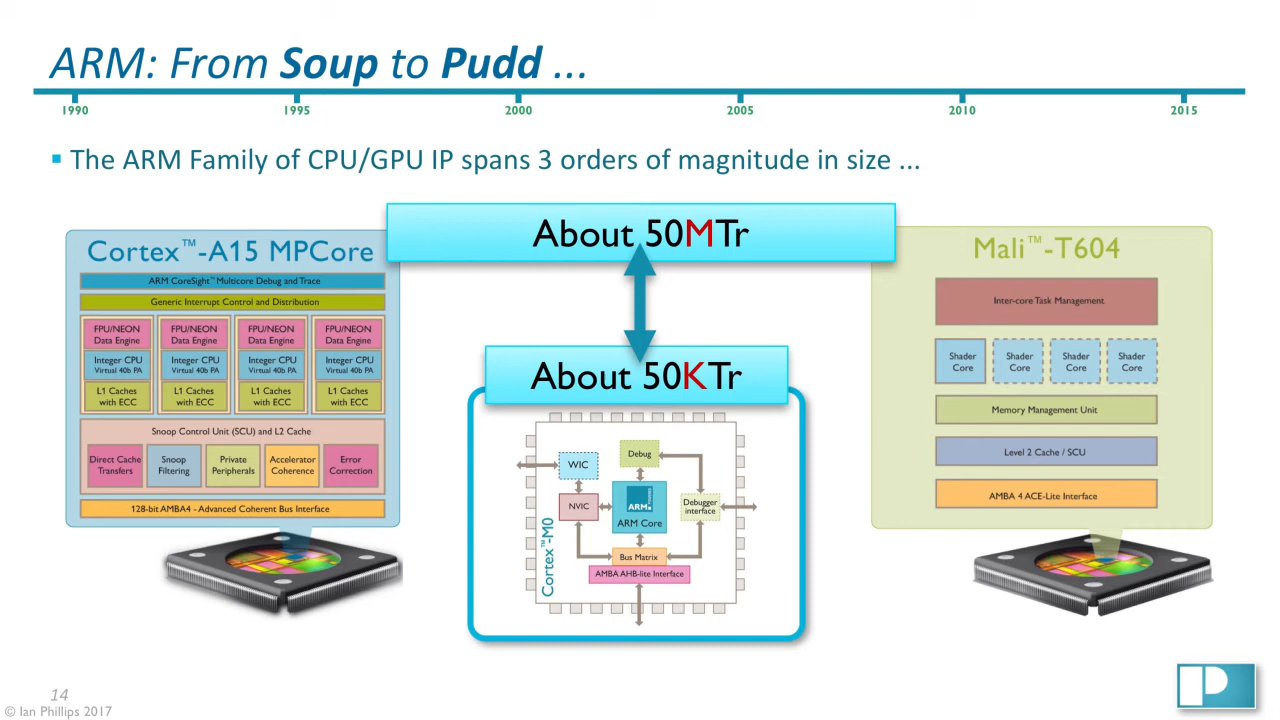 ARM: From Soup to Pudd ...
1990 1995 2000 2005 2010 2015
▪ The ARM Family of CPU/GPU IP spans 3 orders of magnitude in size ...
About 50MTr
Cortex™-A15 MPCore
ARM CoreSight™ Multicore Debug and Trace
Generic Interrupt Control and Distribution
FPU/NEON FPU/NEON FPU/NEON FPU/NEON
Data Engine Data Engine Data Engine Data Engine
Integer CPU Integer CPU Integer CPU Integer CPU
Virtual 40b PA Virtual 40b PA Virtual 40b PA Virtual 40b PA
L1 Caches L1 Caches L1 Caches L1 Caches
with ECC with ECC with ECC with ECC
Snoop Control Unit (SCU) and L2 Cache
Direct Cache Snoop Private Accelerator Error
Transfers Filtering Peripherals Coherence Correction
128-bit AMBA4 - Advanced Coherent Bus Interface
About 50KTr
WIC
Debug
NVIC
ARM
ARM Core
Debugger
interface
Bus Matrix
AMBA AHB-lite Interface
Cortex™-M0
Mali™-T604
Inter-core Task Management
Shader Shader Shader Shader
Core Core Core Core
Memory Management Unit
Level 2 Cache / SCU
AMBA 4 ACE-Lite Interface
14
© Ian Phillips 2017
P